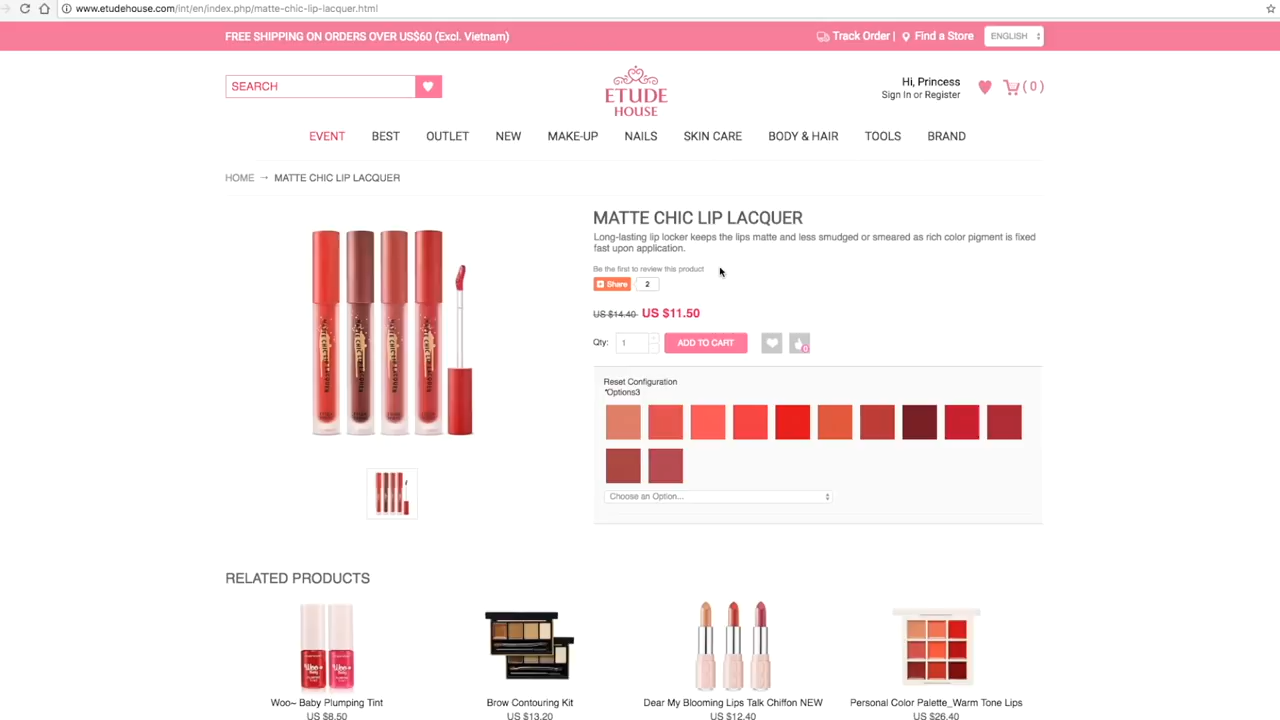 www.etudehouse.com/int/en/index.php/matte-chic-lip-lacquer.html
FREE SHIPPING ON ORDERS OVER US$60 (Excl. Vietnam)
Track Order | Find a Store
ENGLISH
SEARCH
ETUDE
HOUSE
Hi, Princess
Sign In or Register
( 0 )
EVENT BEST OUTLET NEW MAKE-UP NAILS SKIN CARE BODY & HAIR TOOLS BRAND
HOME → MATTE CHIC LIP LACQUER
MATTE CHIC LIP LACQUER
Long-lasting lip locker keeps the lips matte and less smudged or smeared as rich color pigment is fixed
fast upon application.
Be the first to review this product
Share 2
US $14.40 US $11.50
Qty: 1 ADD TO CART 0
Reset Configuration
*Options3
Choose an Option...
RELATED PRODUCTS
Woo~ Baby Plumping Tint
US $8.50
Brow Contouring Kit
US $13.20
Dear My Blooming Lips Talk Chiffon NEW
US $12.40
Personal Color Palette_Warm Tone Lips
US $26.40